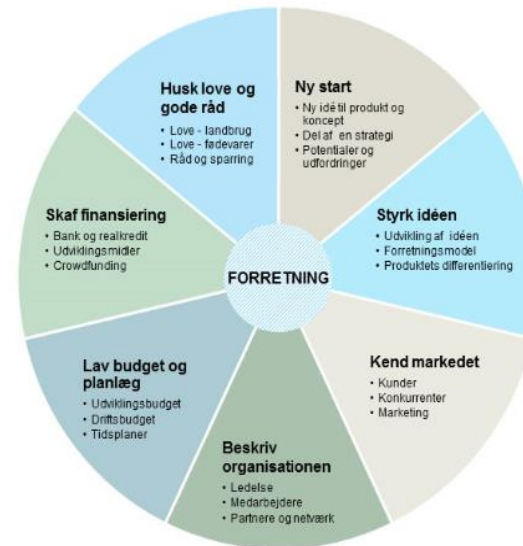 Husk love og
gode råd
• Love - landbrug
• Love - fødevarer
• Råd og sparring
Ny start
• Ny idé til produkt og
koncept
• Del af en strategi
• Potentialer og
udfordringer
Styrk idéen
• Udvikling af idéen
• Forretningsmodel
• Produktets differentiering
Kend markedet
• Kunder
• Konkurrenter
• Marketing
Beskriv
organisationen
• Ledelse
• Medarbejdere
• Partnere og netværk
Lav budget og
planlæg
• Udviklingsbudget
• Driftsbudget
• Tidsplaner
Skaf finansiering
• Bank og realkredit
• Udviklingsmidler
• Crowdfunding
FORRETNING